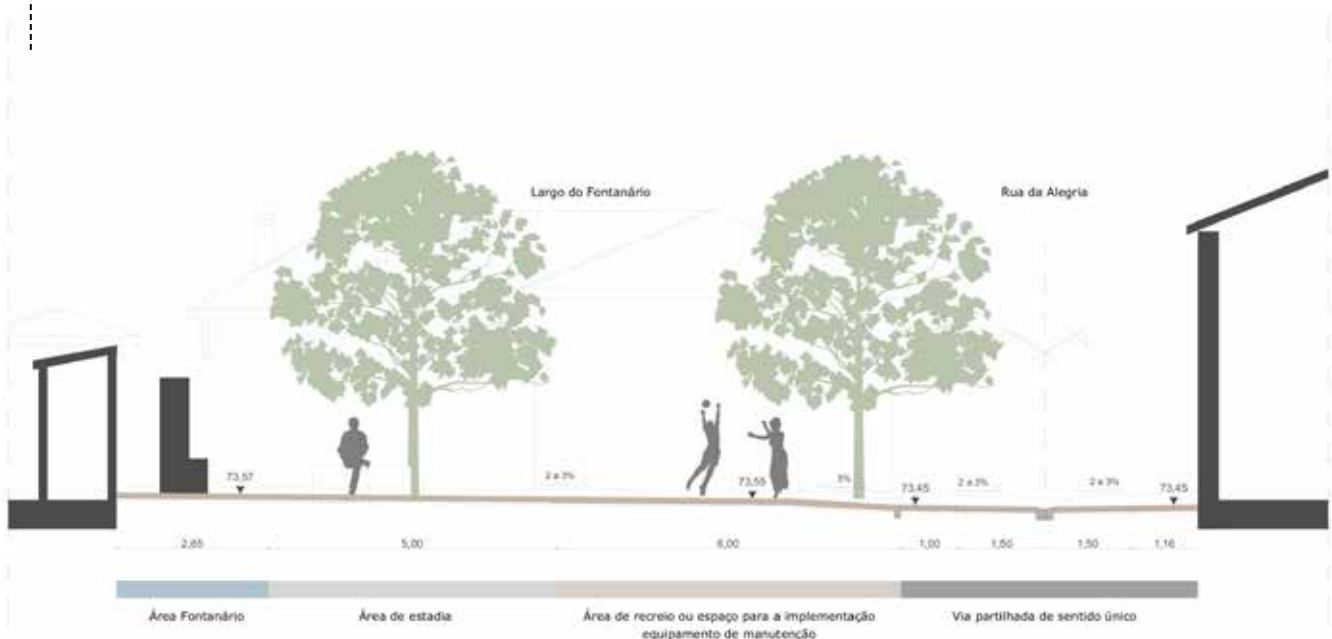 Largo do Fontanário
Rua da Alegria
73,57
2 a 3%
73,55
5%
73,45
2 a 3%
2 a 3%
73,45
2,65
5,00
6,00
1,00
1,50
1,50
1,16
Área Fontanário
Área de estadia
Área de recreio ou espaço para a implementação
equipamento de manutenção
Via partilhada de sentido único